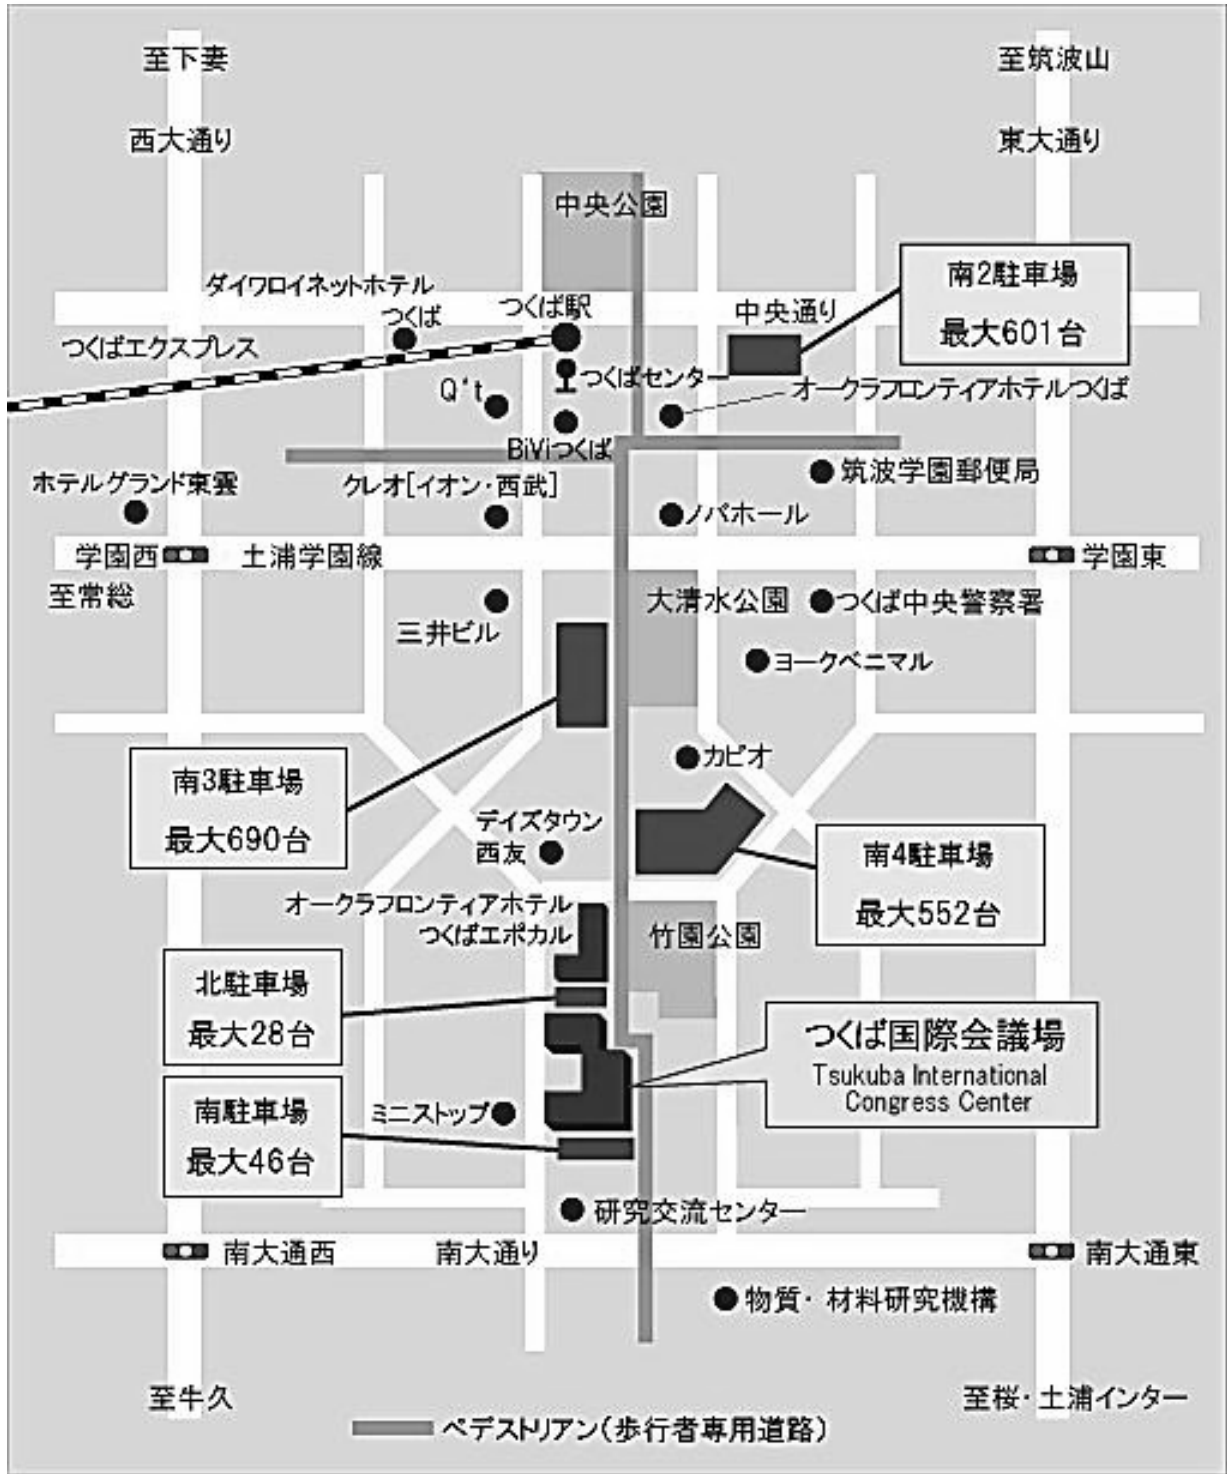 至下妻
至筑波山
西大通り
東大通り
中央公園
南2駐車場
最大601台
ダイワロイネットホテル
つくば
つくば駅
中央通り
つくばエクスプレス
つくばセンター
Q't
オークラフロンティアホテルつくば
BiViつくば
筑波学園郵便局
ホテルグランド東雲
クレオ[イオン・西武]
ノバホール
学園西
土浦学園線
学園東
至常総
大清水公園
つくば中央警察署
三井ビル
ヨークベニマル
カピオ
南3駐車場
最大690台
デイズタウン
西友
南4駐車場
最大552台
オークラフロンティアホテル
つくばエポカル
竹園公園
北駐車場
最大28台
つくば国際会議場
Tsukuba International
Congress Center
南駐車場
最大46台
ミニストップ
研究交流センター
南大通西
南大通り
南大通東
物質・材料研究機構
至牛久
至桜・土浦インター
ペデストリアン(歩行者専用道路)